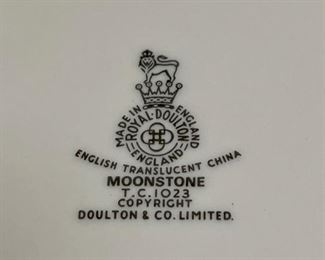 MADE IN ENGLAND
ROYAL·DOULTON
ENGLAND
ENGLISH TRANSLUCENT CHINA
MOONSTONE
T.C.1023
COPYRIGHT
DOULTON & CO. LIMITED.